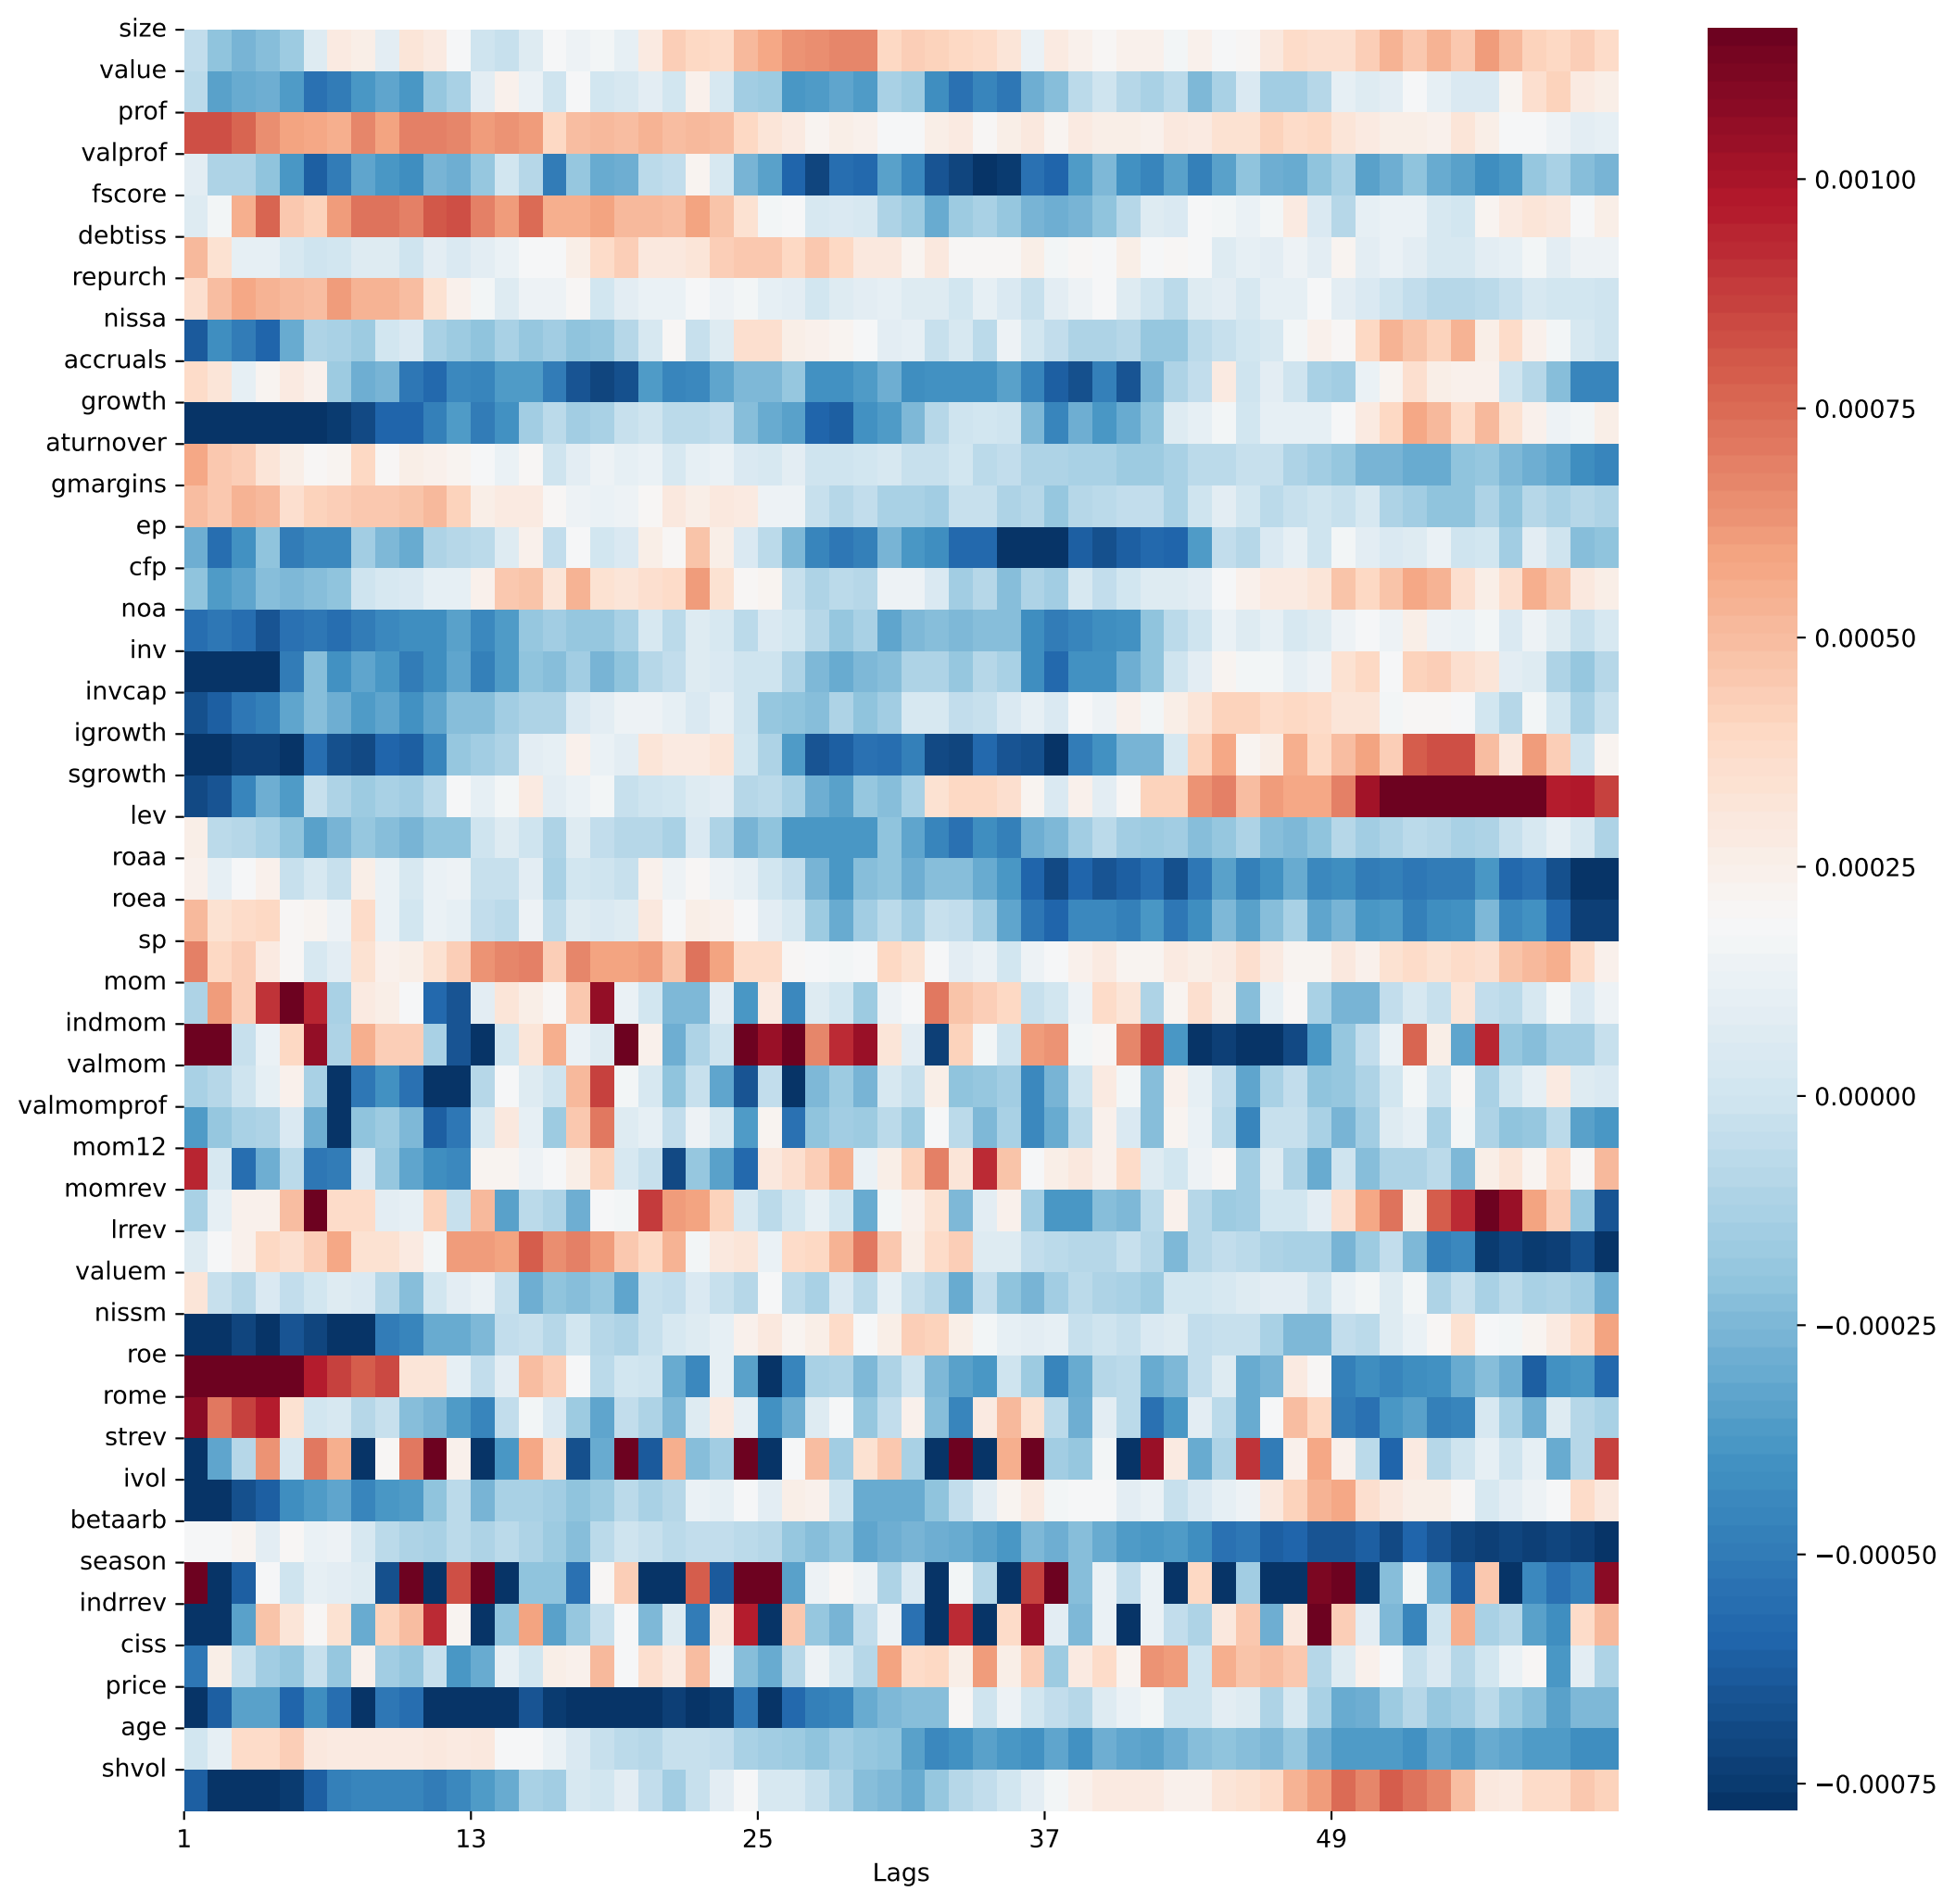 size
value
prof
valprof
fscore
debtiss
repurch
nissa
accruals
growth
aturnover
gmargins
ep
cfp
noa
inv
invcap
igrowth
sgrowth
lev
roaa
roea
sp
mom
indmom
valmom
valmomprof
mom12
momrev
lrrev
valuem
nissm
roe
rome
strev
ivol
betaarb
season
indrrev
ciss
price
age
shvol
1 13 25 37 49
Lags
0.00100
0.00075
0.00050
0.00025
0.00000
−0.00025
−0.00050
−0.00075